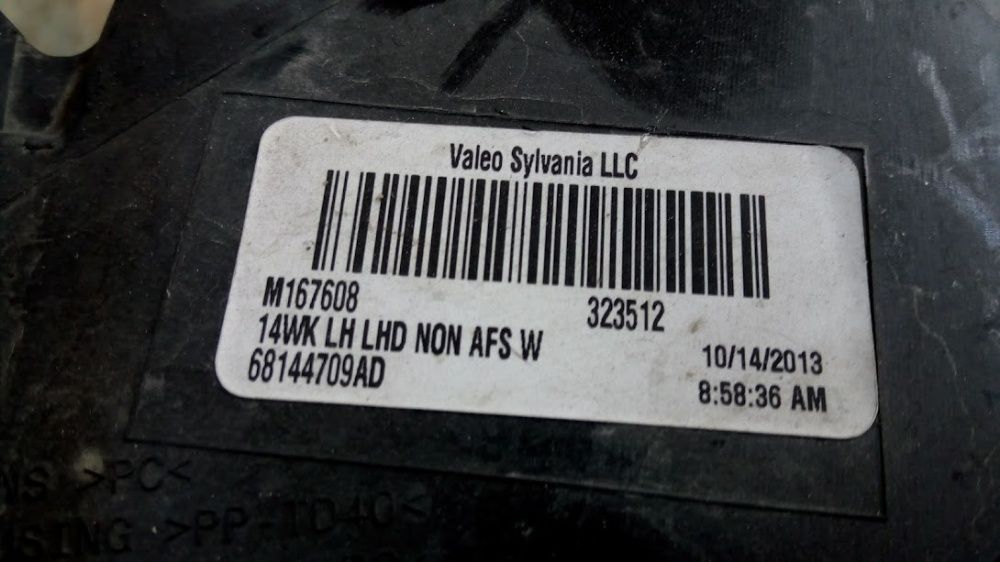 Valeo Sylvania LLC
M167608 323512
14WK LH LHD NON AFS W
68144709AD
10/14/2013
8:58:36 AM
>PC<
>PP-TD40<